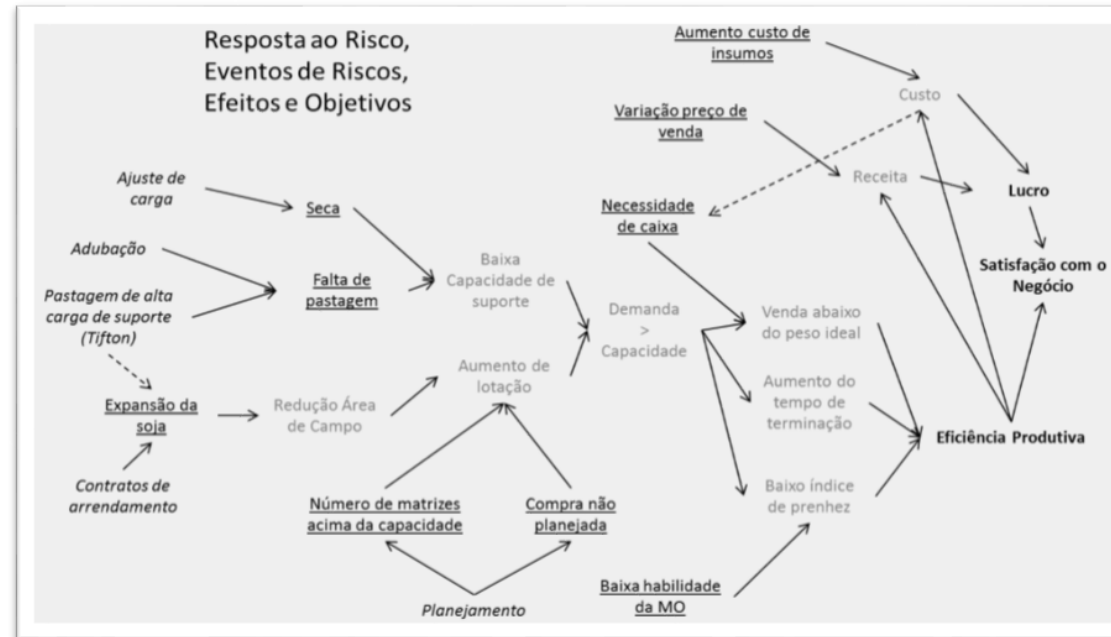 Resposta ao Risco,
Eventos de Riscos,
Efeitos e Objetivos
Aumento custo de
insumos
Custo
Variação preço de
venda
Receita
Lucro
Ajuste de
carga
Seca
Necessidade
de caixa
Adubação
Baixa
Capacidade de
suporte
Satisfação com o
Negócio
Falta de
pastagem
Pastagem de alta
carga de suporte
(Tifton)
Demanda
>
Capacidade
Venda abaixo
do peso ideal
Aumento de
lotação
Aumento do
tempo de
terminação
Expansão da
soja
Redução Área
de Campo
Eficiência Produtiva
Contratos de
arrendamento
Número de matrizes
acima da capacidade
Compra não
planejada
Baixo índice
de prenhez
Planejamento
Baixa habilidade
da MO